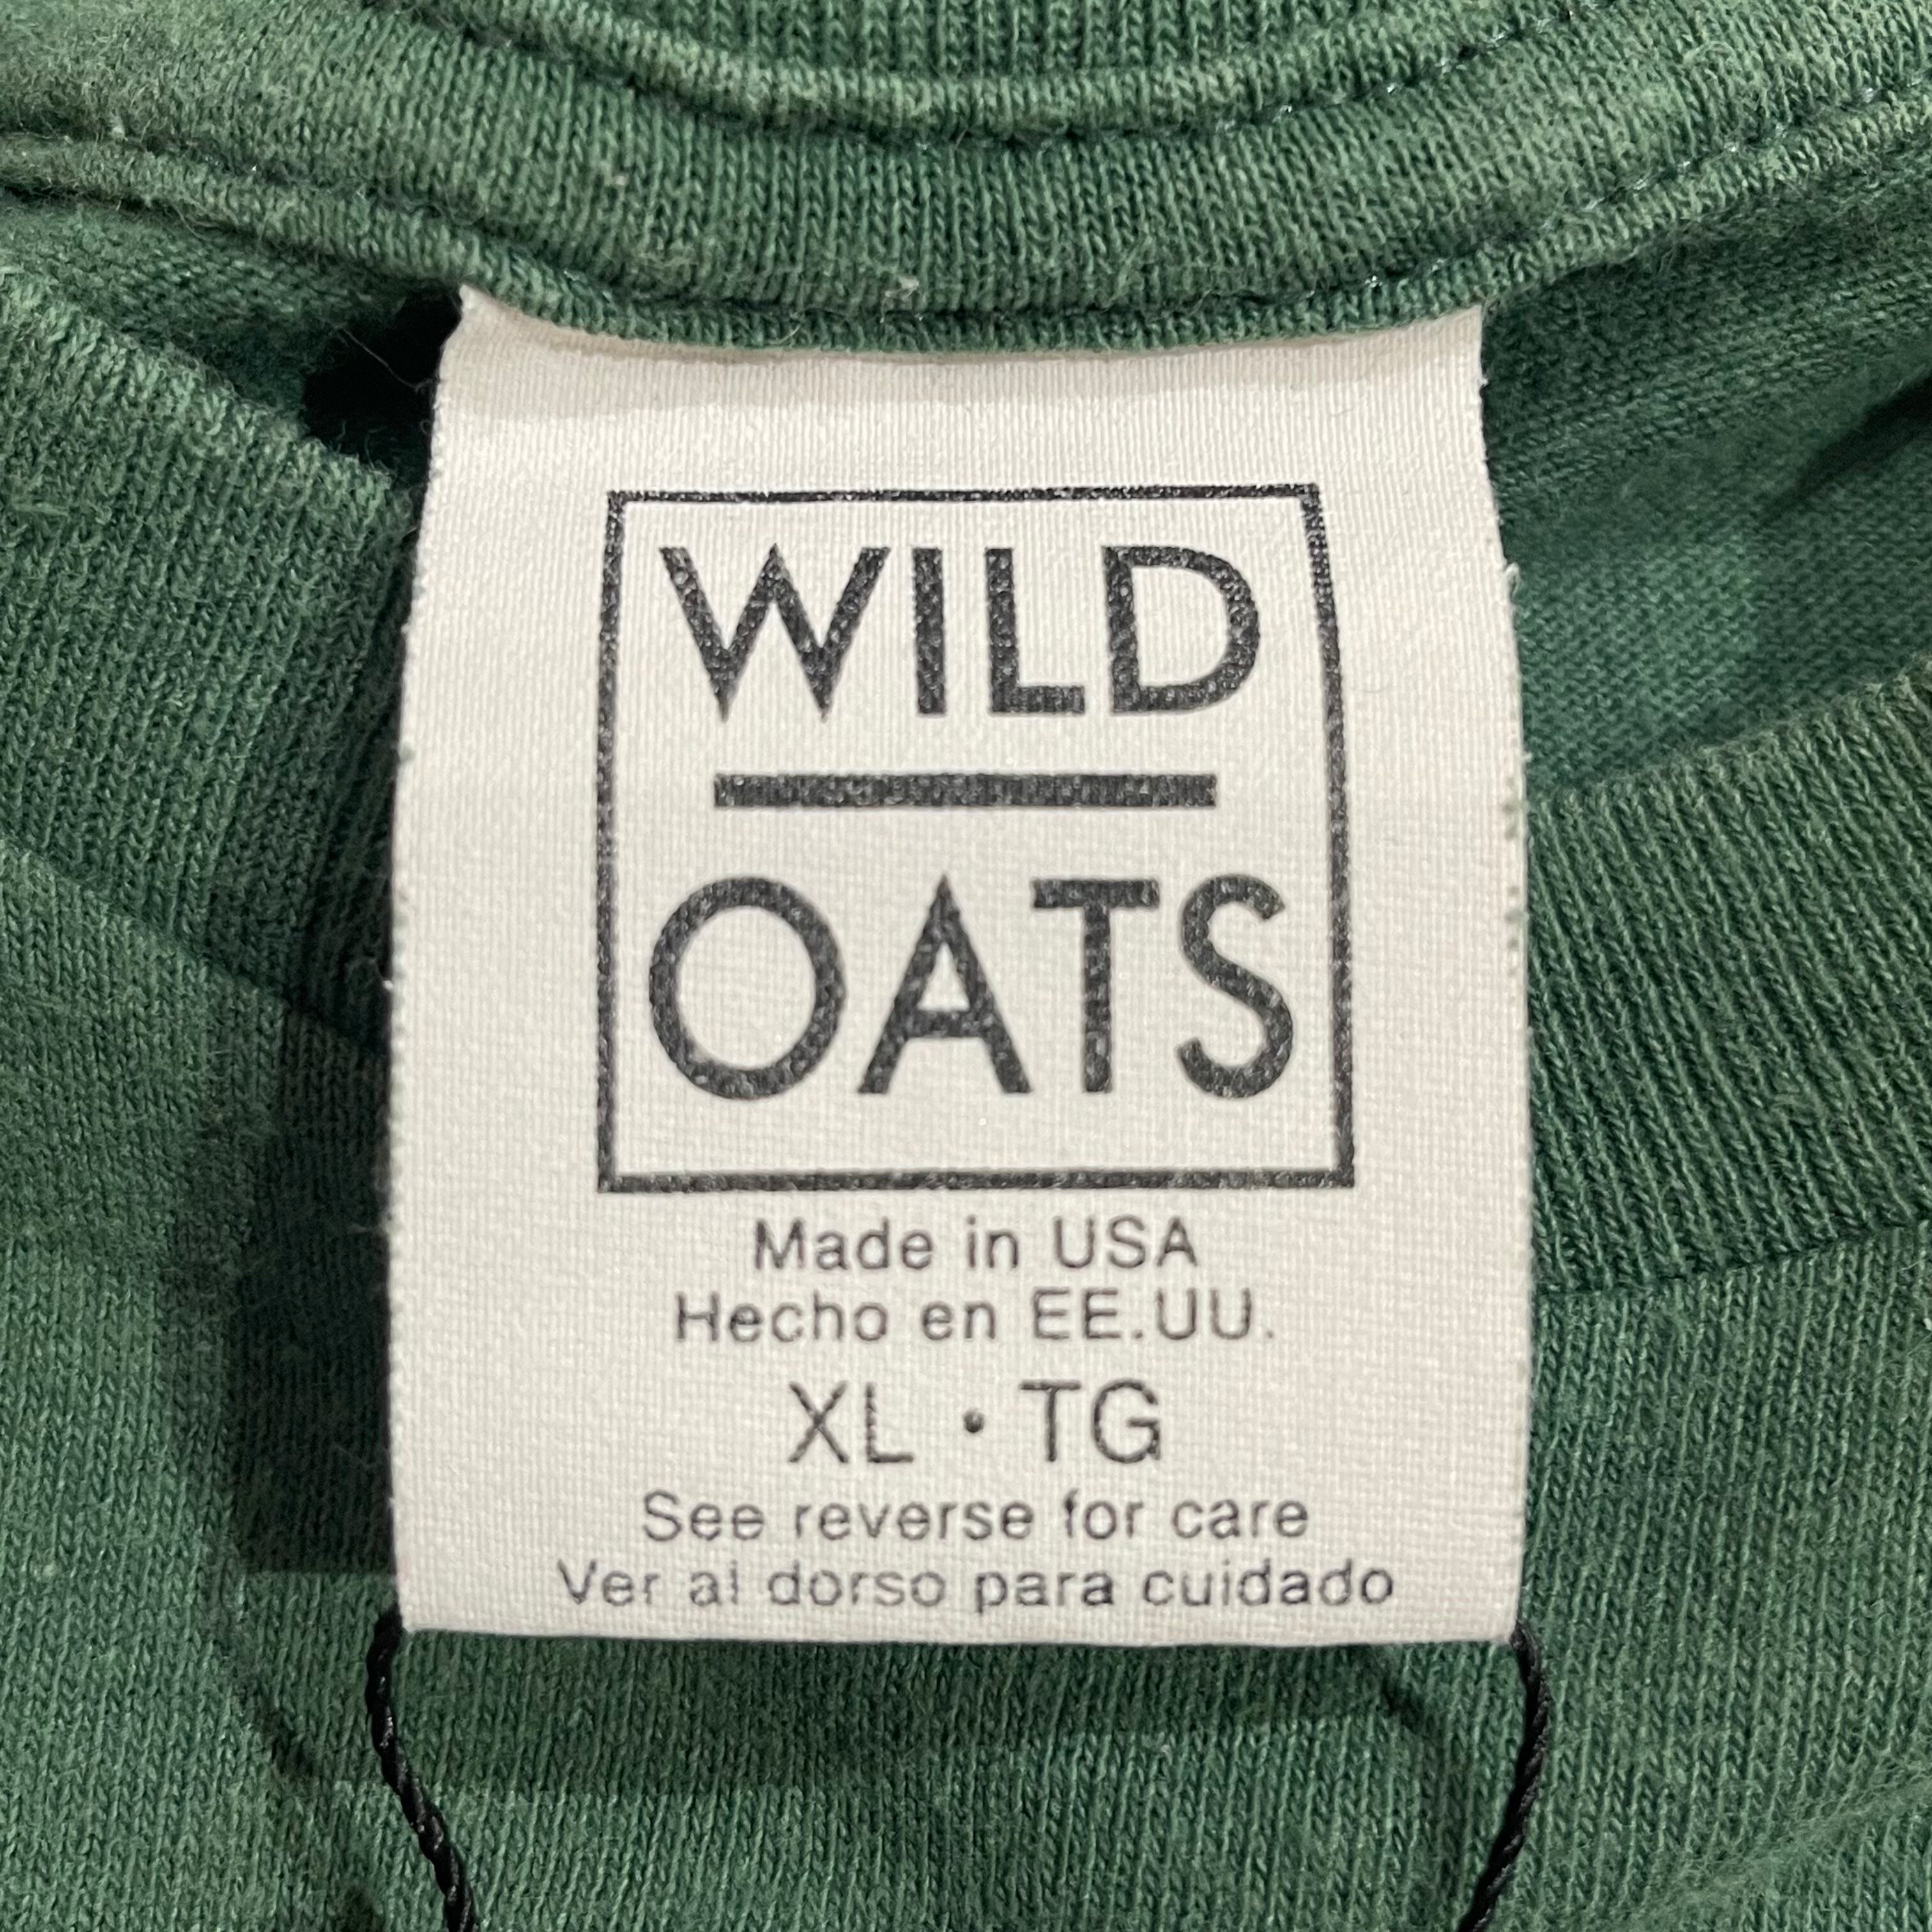 WILD
OATS
Made in USA
Hecho en EE.UU.
XL · TG
See reverse for care
Ver al dorso para cuidado